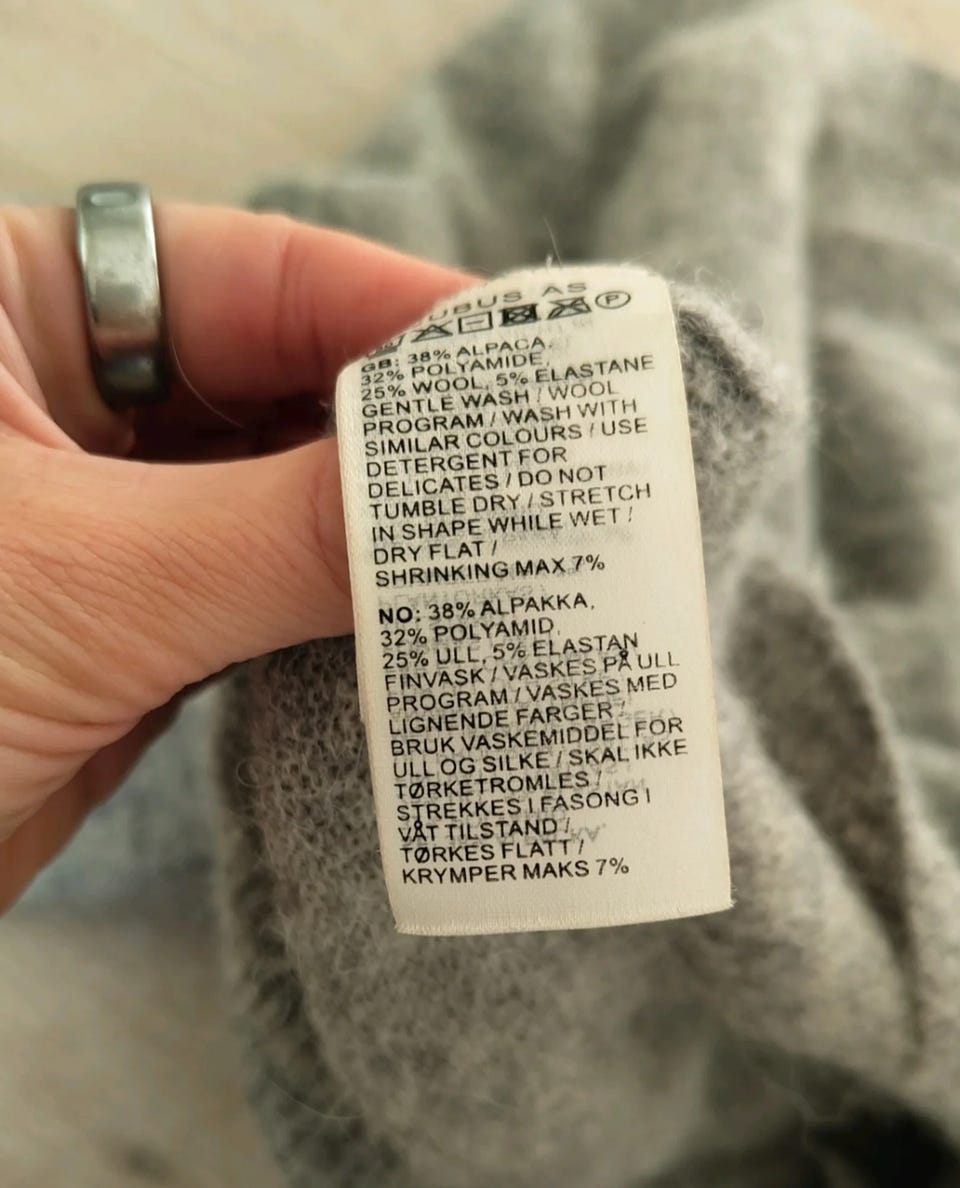 AS
P
GB: 38% ALPACA,
32% POLYAMIDE,
25% WOOL, 5% ELASTANE
GENTLE WASH / WOOL
PROGRAM / WASH WITH
SIMILAR COLOURS / USE
DETERGENT FOR
DELICATES / DO NOT
TUMBLE DRY / STRETCH
IN SHAPE WHILE WET /
DRY FLAT /
SHRINKING MAX 7%
NO: 38% ALPAKKA,
32% POLYAMID,
25% ULL, 5% ELASTAN
FINVASK / VASKES PÅ ULL
PROGRAM / VASKES MED
LIGNENDE FARGER /
BRUK VASKEMIDDEL FOR
ULL OG SILKE / SKAL IKKE
TØRKETROMLES /
STREKKES I FASONG I
VÅT TILSTAND /
TØRKES FLATT /
KRYMPER MAKS 7%